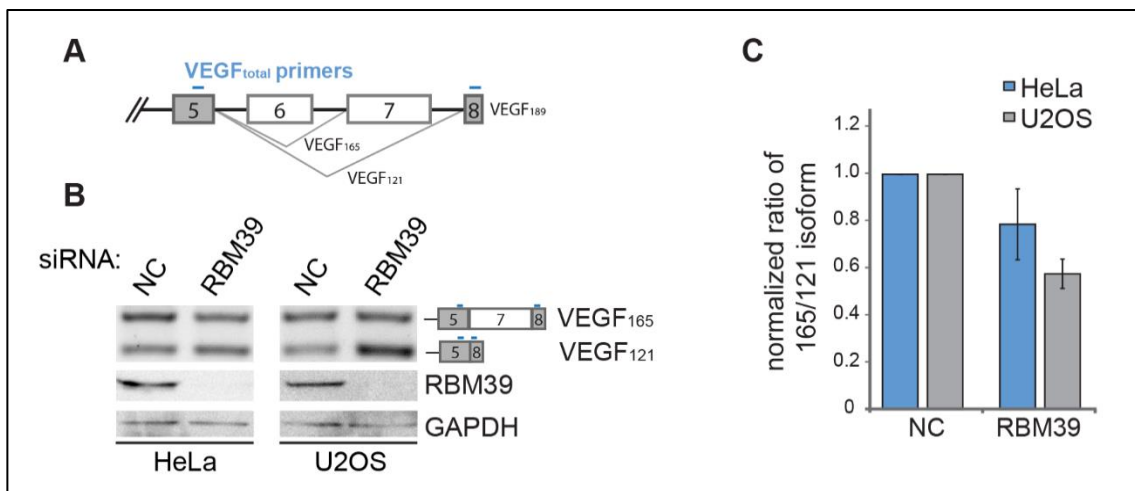 A
VEGFtotal primers
5 6 7 8 VEGF189
VEGF165
VEGF121
B
siRNA: NC RBM39 NC RBM39
5 7 8 VEGF165
5 8 VEGF121
RBM39
GAPDH
HeLa U2OS
C
HeLa
U2OS
normalized ratio of
165/121 isoform
1.2
1.0
0.8
0.6
0.4
0.2
0
NC RBM39